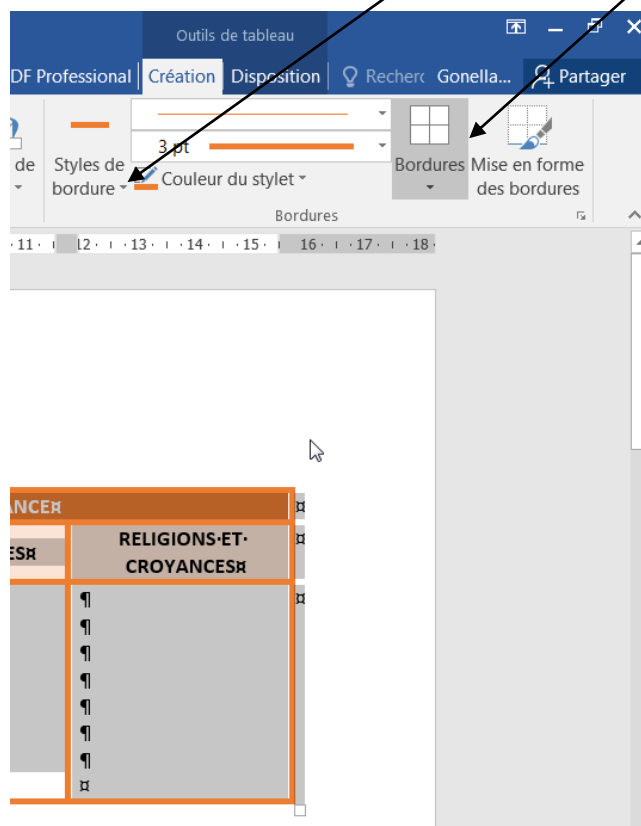 Outils de tableau
DF Professional Création Disposition Recherc Gonella... Partager
de Styles de bordure
3 pt
Couleur du stylet
Bordures Mise en forme des bordures
Bordures
11 12 13 14 15 16 17 18
ANCE¤ ¤
ES¤ RELIGIONS·ET· ¤
CROYANCES¤
¶ ¤
¶
¶
¶
¶
¶
¶
¤